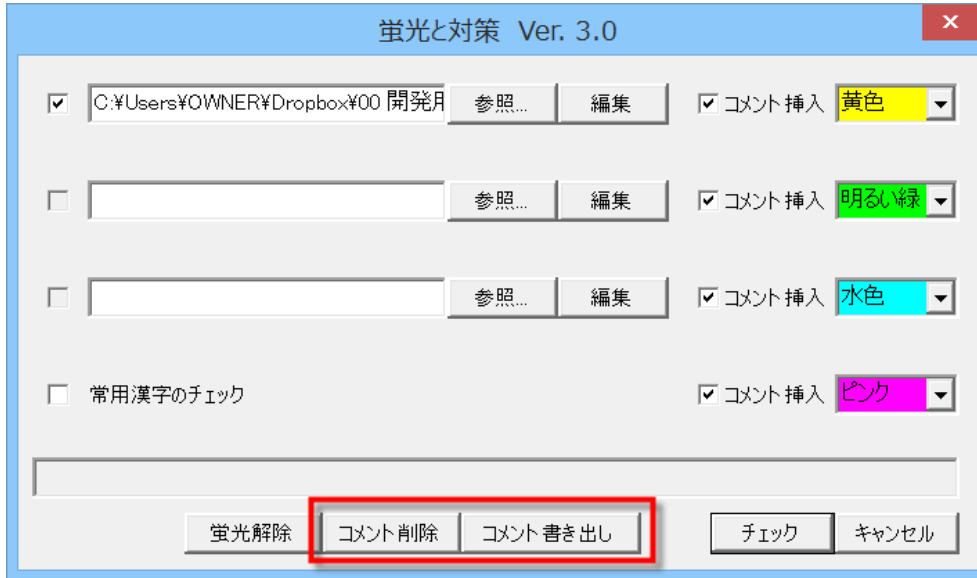 蛍光と対策 Ver. 3.0
C:¥Users¥OWNER¥Dropbox¥00 開発用 参照... 編集 コメント挿入 黄色
参照... 編集 コメント挿入 明るい緑
参照... 編集 コメント挿入 水色
常用漢字のチェック コメント挿入 ピンク
蛍光解除 コメント削除 コメント書き出し チェック キャンセル